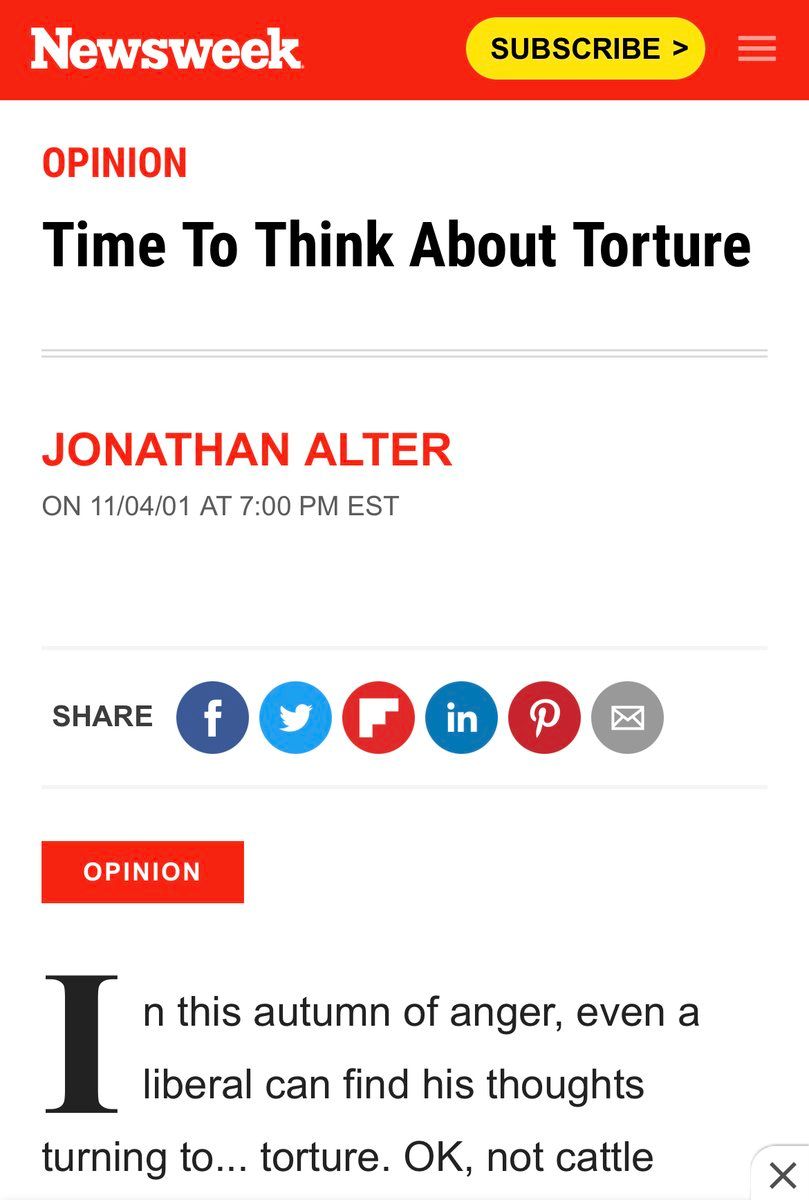 Newsweek
SUBSCRIBE >
OPINION
Time To Think About Torture
JONATHAN ALTER
ON 11/04/01 AT 7:00 PM EST
SHARE
OPINION
In this autumn of anger, even a
liberal can find his thoughts
turning to... torture. OK, not cattle